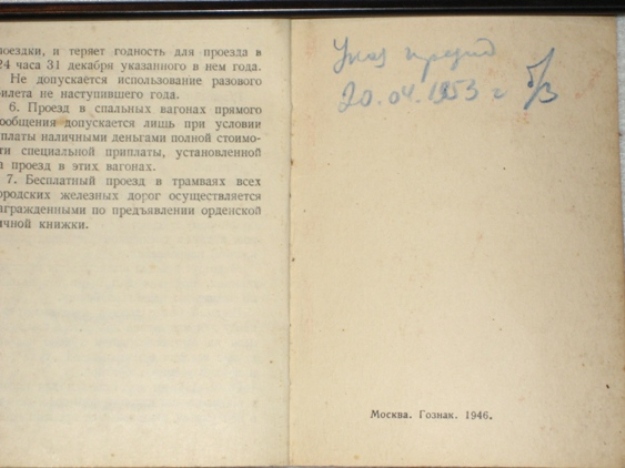 поездки, и теряет годность для проезда в
24 часа 31 декабря указанного в нем года.
Не допускается использование разового
билета не наступившего года.
6. Проезд в спальных вагонах прямого
сообщения допускается лишь при условии
платы наличными деньгами полной стоимо-
сти специальной приплаты, установленной
проезд в этих вагонах.
7. Бесплатный проезд в трамваях всех
городских железных дорог осуществляется
награжденными по предъявлении орденской
книжки.
Указ презид
20.04.1953 г б/з
Москва. Гознак. 1946.